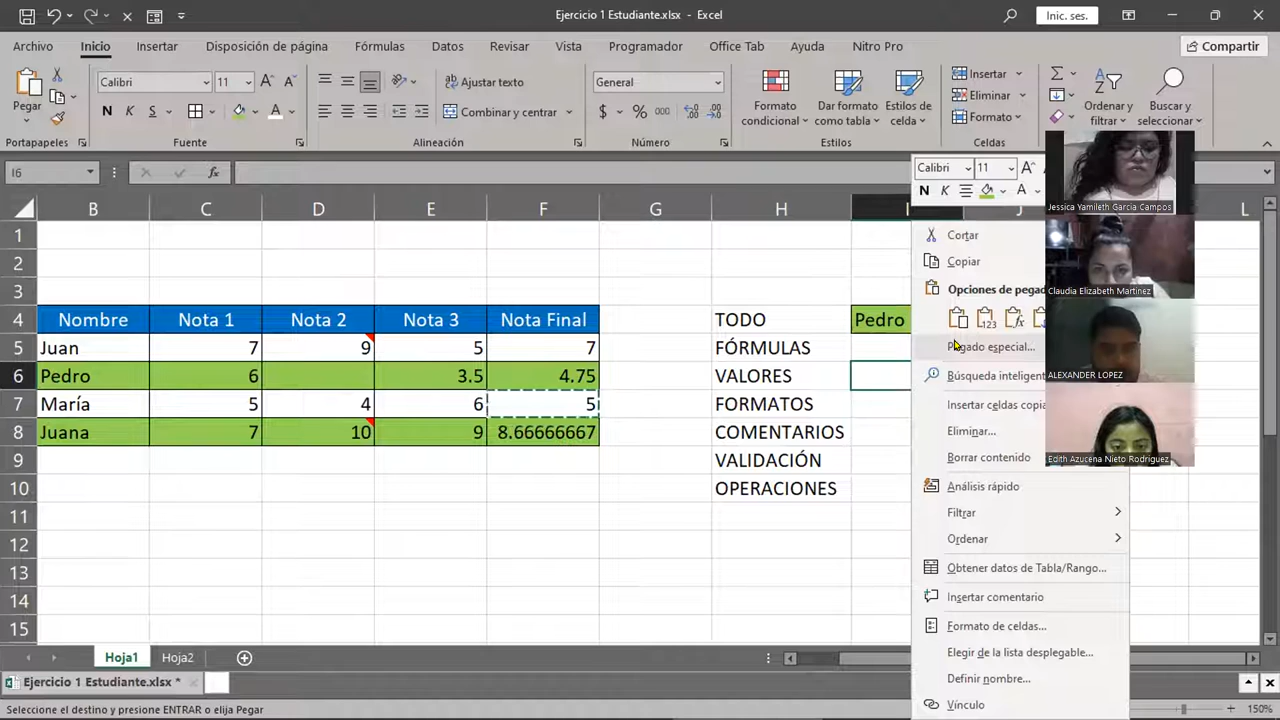 Ejercicio 1 Estudiante.xlsx - Excel
Inic. ses.
Archivo Inicio Insertar Disposición de página Fórmulas Datos Revisar Vista Programador Office Tab Ayuda Nitro Pro Compartir
Pegar
Calibri 11
N K S
Ajustar texto
Combinar y centrar
General
$ % 000
Formato condicional
Dar formato como tabla
Estilos de celda
Insertar
Eliminar
Formato
Ordenar y filtrar
Buscar y seleccionar
Portapapeles Fuente Alineación Número Estilos Celdas
I6
fx
Calibri 11
N K A
B C D E F G H I J L
1
2
3
4 Nombre Nota 1 Nota 2 Nota 3 Nota Final TODO Pedro
5 Juan 7 9 5 7 FÓRMULAS
6 Pedro 6 3.5 4.75 VALORES
7 María 5 4 6 5 FORMATOS
8 Juana 7 10 9 8.66666667 COMENTARIOS
9 VALIDACIÓN
10 OPERACIONES
11
12
13
14
15
Cortar
Copiar
Opciones de pegad
Pegado especial...
Búsqueda inteligent
Insertar celdas copia
Eliminar...
Borrar contenido
Análisis rápido
Filtrar
Ordenar
Obtener datos de Tabla/Rango...
Insertar comentario
Formato de celdas...
Elegir de la lista desplegable...
Definir nombre...
Vínculo
Jessica Yamileth Garcia Campos
Claudia Elizabeth Martinez
ALEXANDER LOPEZ
Edith Azucena Nieto Rodriguez
Hoja1 Hoja2
Ejercicio 1 Estudiante.xlsx *
Seleccione el destino y presione ENTRAR o elija Pegar
150%